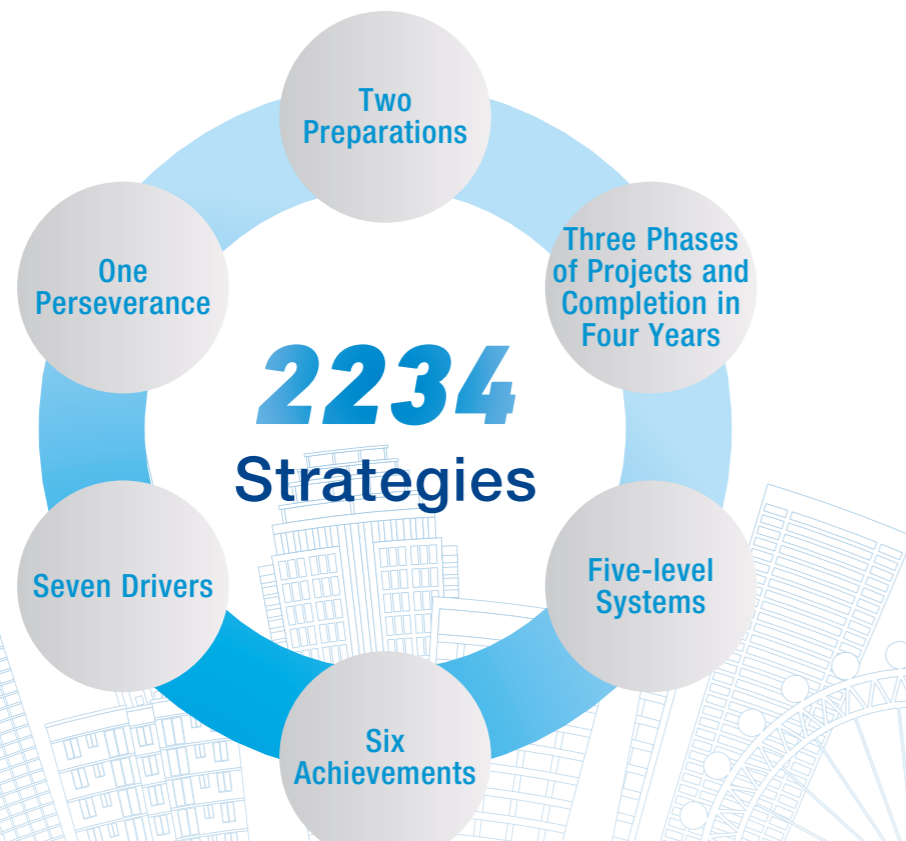 Two
Preparations
One
Perseverance
Three Phases
of Projects and
Completion in
Four Years
2234
Strategies
Seven Drivers
Five-level
Systems
Six
Achievements